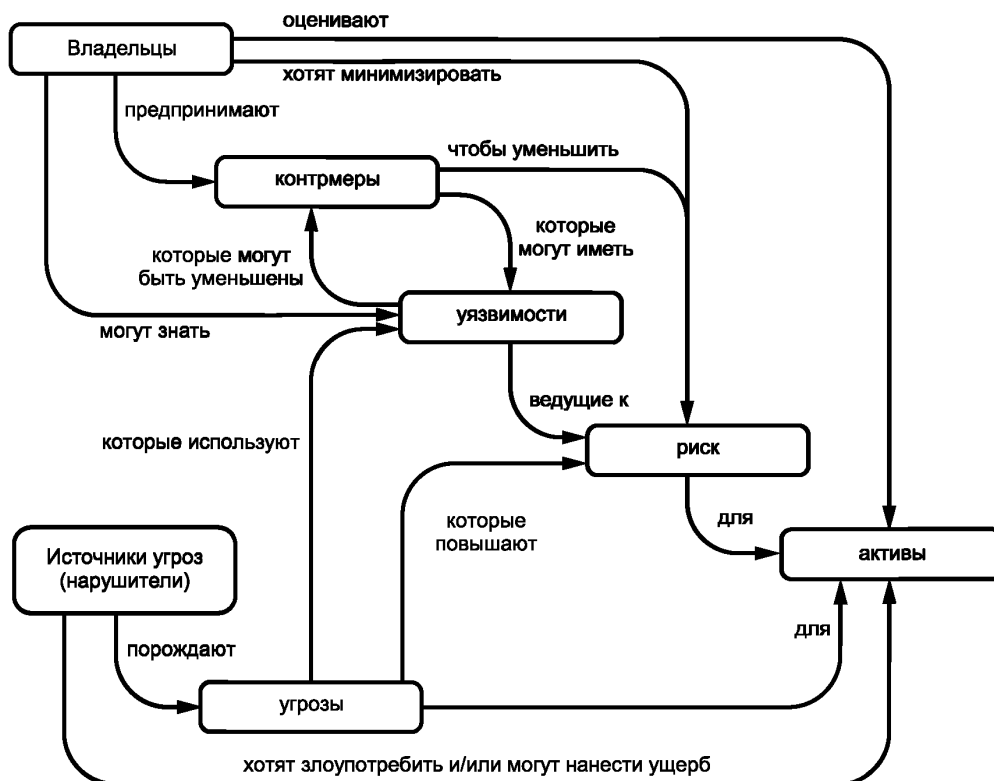 оценивают
Владельцы
хотят минимизировать
предпринимают
чтобы уменьшить
контрмеры
которые
могут иметь
которые могут
быть уменьшены
уязвимости
могут знать
ведущие к
которые используют
риск
которые
повышают
для
Источники угроз
(нарушители)
активы
для
порождают
угрозы
хотят злоупотребить и/или могут нанести ущерб